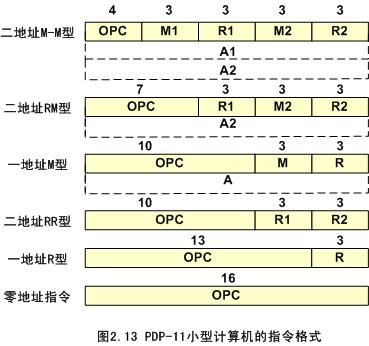 4 3 3 3 3
二地址M-M型 OPC M1 R1 M2 R2
A1
A2
7 3 3 3
二地址RM型 OPC R1 M2 R2
A2
10 3 3
一地址M型 OPC M R
A
10 3 3
二地址RR型 OPC R1 R2
13 3
一地址R型 OPC R
16
零地址指令 OPC
图2.13 PDP-11小型计算机的指令格式